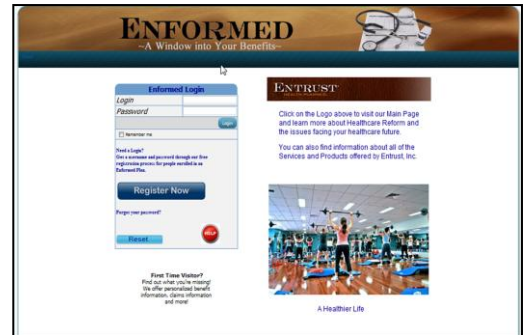 ENFORMED
~A Window into Your Benefits~
Enformed Login
Login
Password
Login
Remember me
Need a Login?
Get a username and password through our free
registration process for people enrolled in an
Enformed Plan.
Register Now
Forgot your password?
Reset
HELP
First Time Visitor?
Find out what you're missing!
We offer personalized benefit
information, claims information
and more!
ENTRUST
Click on the Logo above to visit our Main Page
and learn more about Healthcare Reform and
the issues facing your healthcare future.
You can also find information about all of the
Services and Products offered by Entrust, Inc.
A Healthier Life